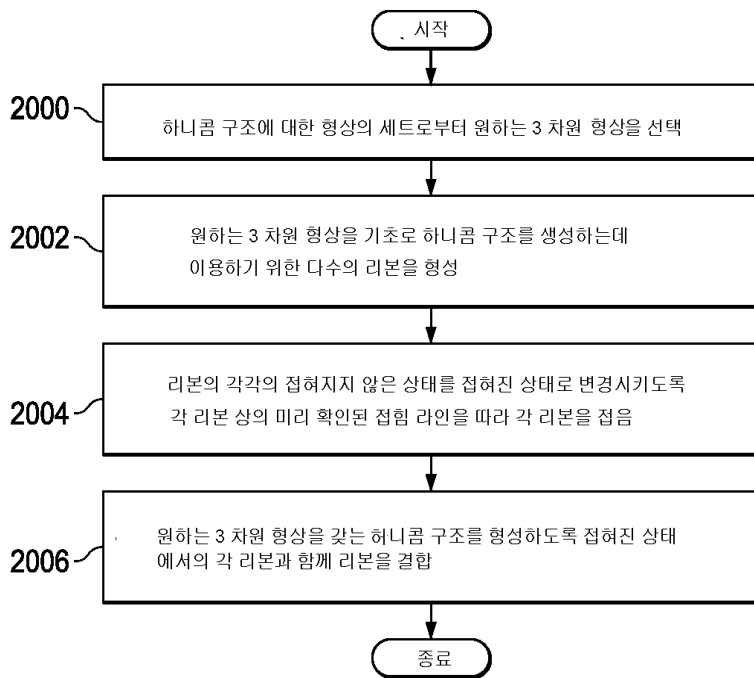 시작
2000
하니콤 구조에 대한 형상의 세트로부터 원하는 3 차원 형상을 선택
2002
원하는 3 차원 형상을 기초로 하니콤 구조를 생성하는데
이용하기 위한 다수의 리본을 형성
2004
리본의 각각의 접혀지지 않은 상태를 접혀진 상태로 변경시키도록
각 리본 상의 미리 확인된 접힘 라인을 따라 각 리본을 접음
2006
원하는 3 차원 형상을 갖는 허니콤 구조를 형성하도록 접혀진 상태
에서의 각 리본과 함께 리본을 결합
종료